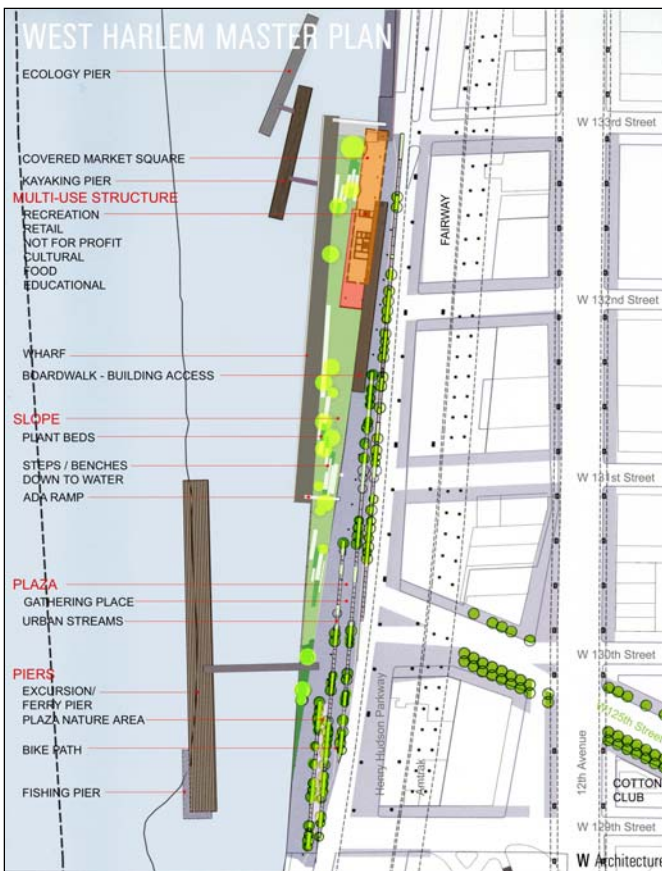 WEST HARLEM MASTER PLAN
ECOLOGY PIER
COVERED MARKET SQUARE
KAYAKING PIER
MULTI-USE STRUCTURE
RECREATION
RETAIL
NOT FOR PROFIT
CULTURAL
FOOD
EDUCATIONAL
WHARF
BOARDWALK - BUILDING ACCESS
SLOPE
PLANT BEDS
STEPS / BENCHES
DOWN TO WATER
ADA RAMP
PLAZA
GATHERING PLACE
URBAN STREAMS
PIERS
EXCURSION/
FERRY PIER
PLAZA NATURE AREA
BIKE PATH
FISHING PIER
W 133rd Street
FAIRWAY
W 132nd Street
W 131st Street
W 130th Street
W 125th Street
Henry Hudson Parkway
Amtrak
12th Avenue
COTTON
CLUB
W 129th Street
W Architecture